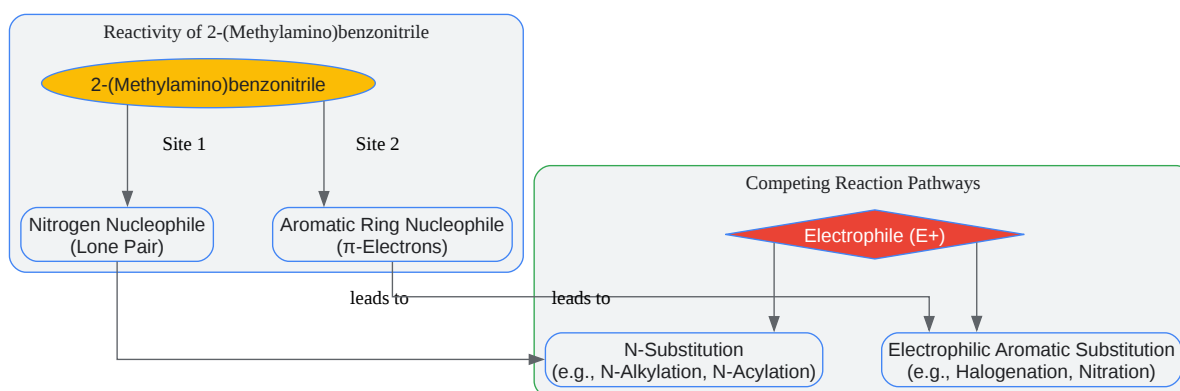 Reactivity of 2-(Methylamino)benzonitrile
2-(Methylamino)benzonitrile
Site 1
Site 2
Nitrogen Nucleophile
(Lone Pair)
Aromatic Ring Nucleophile
(π-Electrons)
Competing Reaction Pathways
Electrophile (E+)
leads to
leads to
N-Substitution
(e.g., N-Alkylation, N-Acylation)
Electrophilic Aromatic Substitution
(e.g., Halogenation, Nitration)